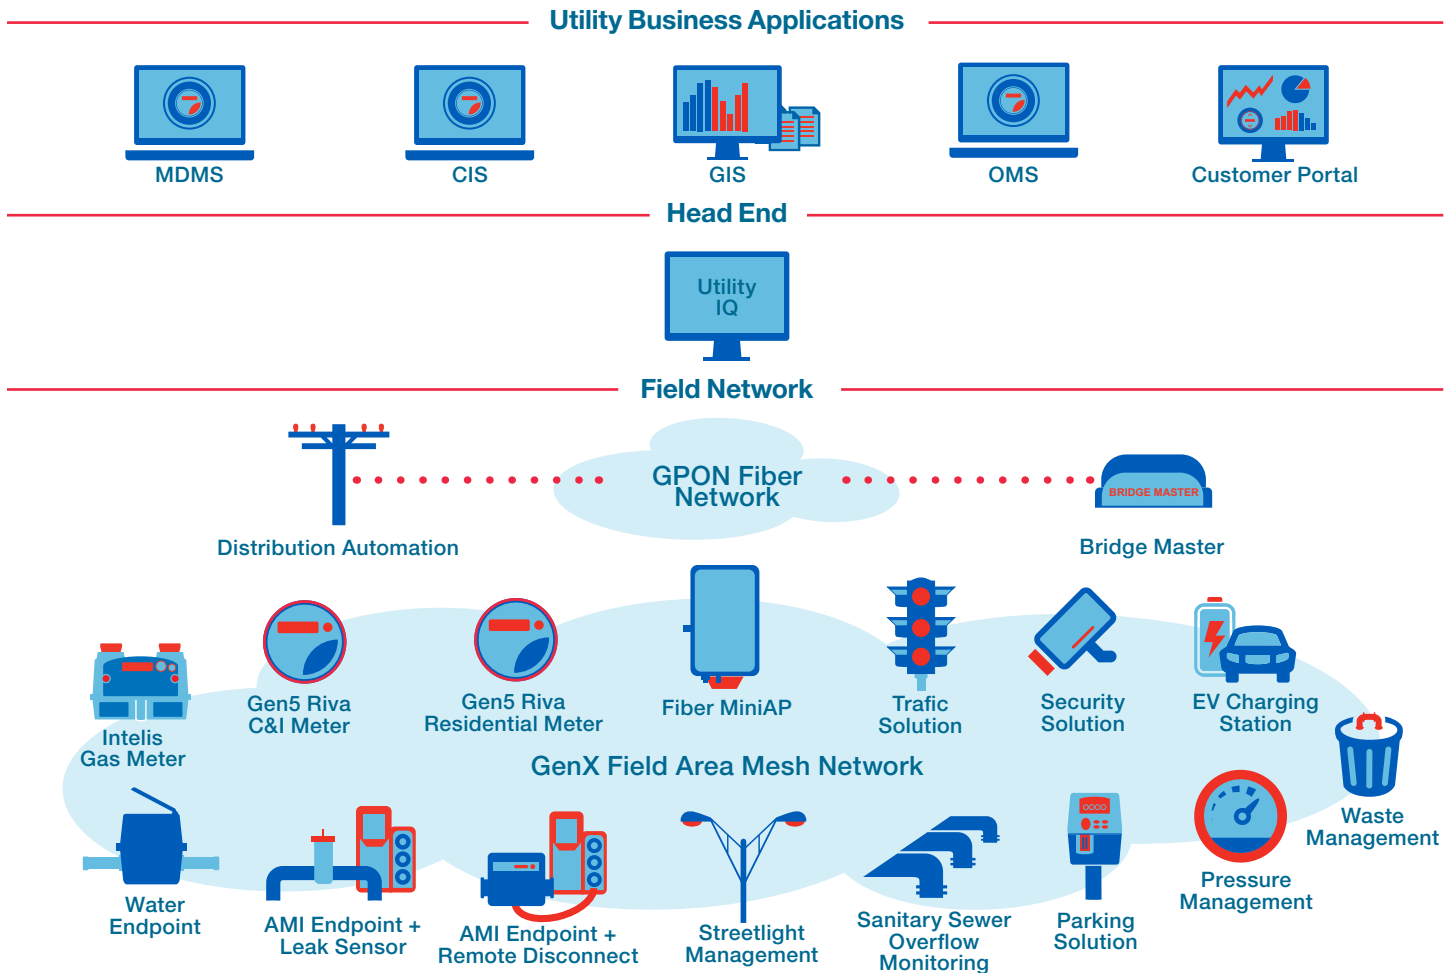 Utility Business Applications
MDMS
CIS
GIS
OMS
Customer Portal
Head End
Utility
IQ
Field Network
GPON Fiber
Network
BRIDGE MASTER
Distribution Automation
Bridge Master
Intelis
Gas Meter
Gen5 Riva
C&I Meter
Gen5 Riva
Residential Meter
Fiber MiniAP
Trafic
Solution
Security
Solution
EV Charging
Station
GenX Field Area Mesh Network
Waste
Management
Water
Endpoint
AMI Endpoint +
Leak Sensor
AMI Endpoint +
Remote Disconnect
Streetlight
Management
Sanitary Sewer
Overflow
Monitoring
Parking
Solution
Pressure
Management